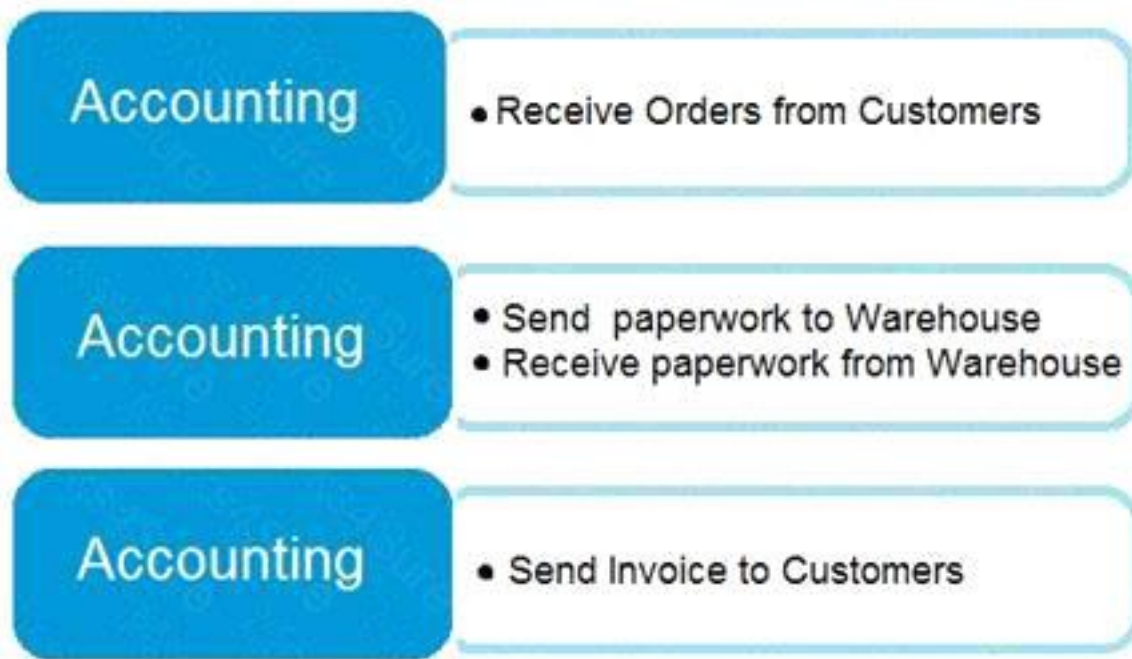 Accounting
• Receive Orders from Customers
Accounting
• Send paperwork to Warehouse
• Receive paperwork from Warehouse
Accounting
• Send Invoice to Customers